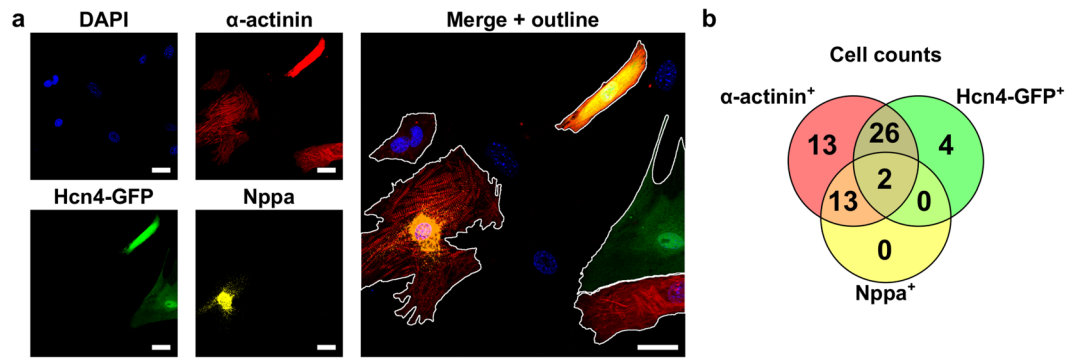 a
DAPI
α-actinin
Merge + outline
Hcn4-GFP
Nppa
b
Cell counts
α-actinin⁺
Hcn4-GFP⁺
13
26
4
2
13
0
0
Nppa⁺